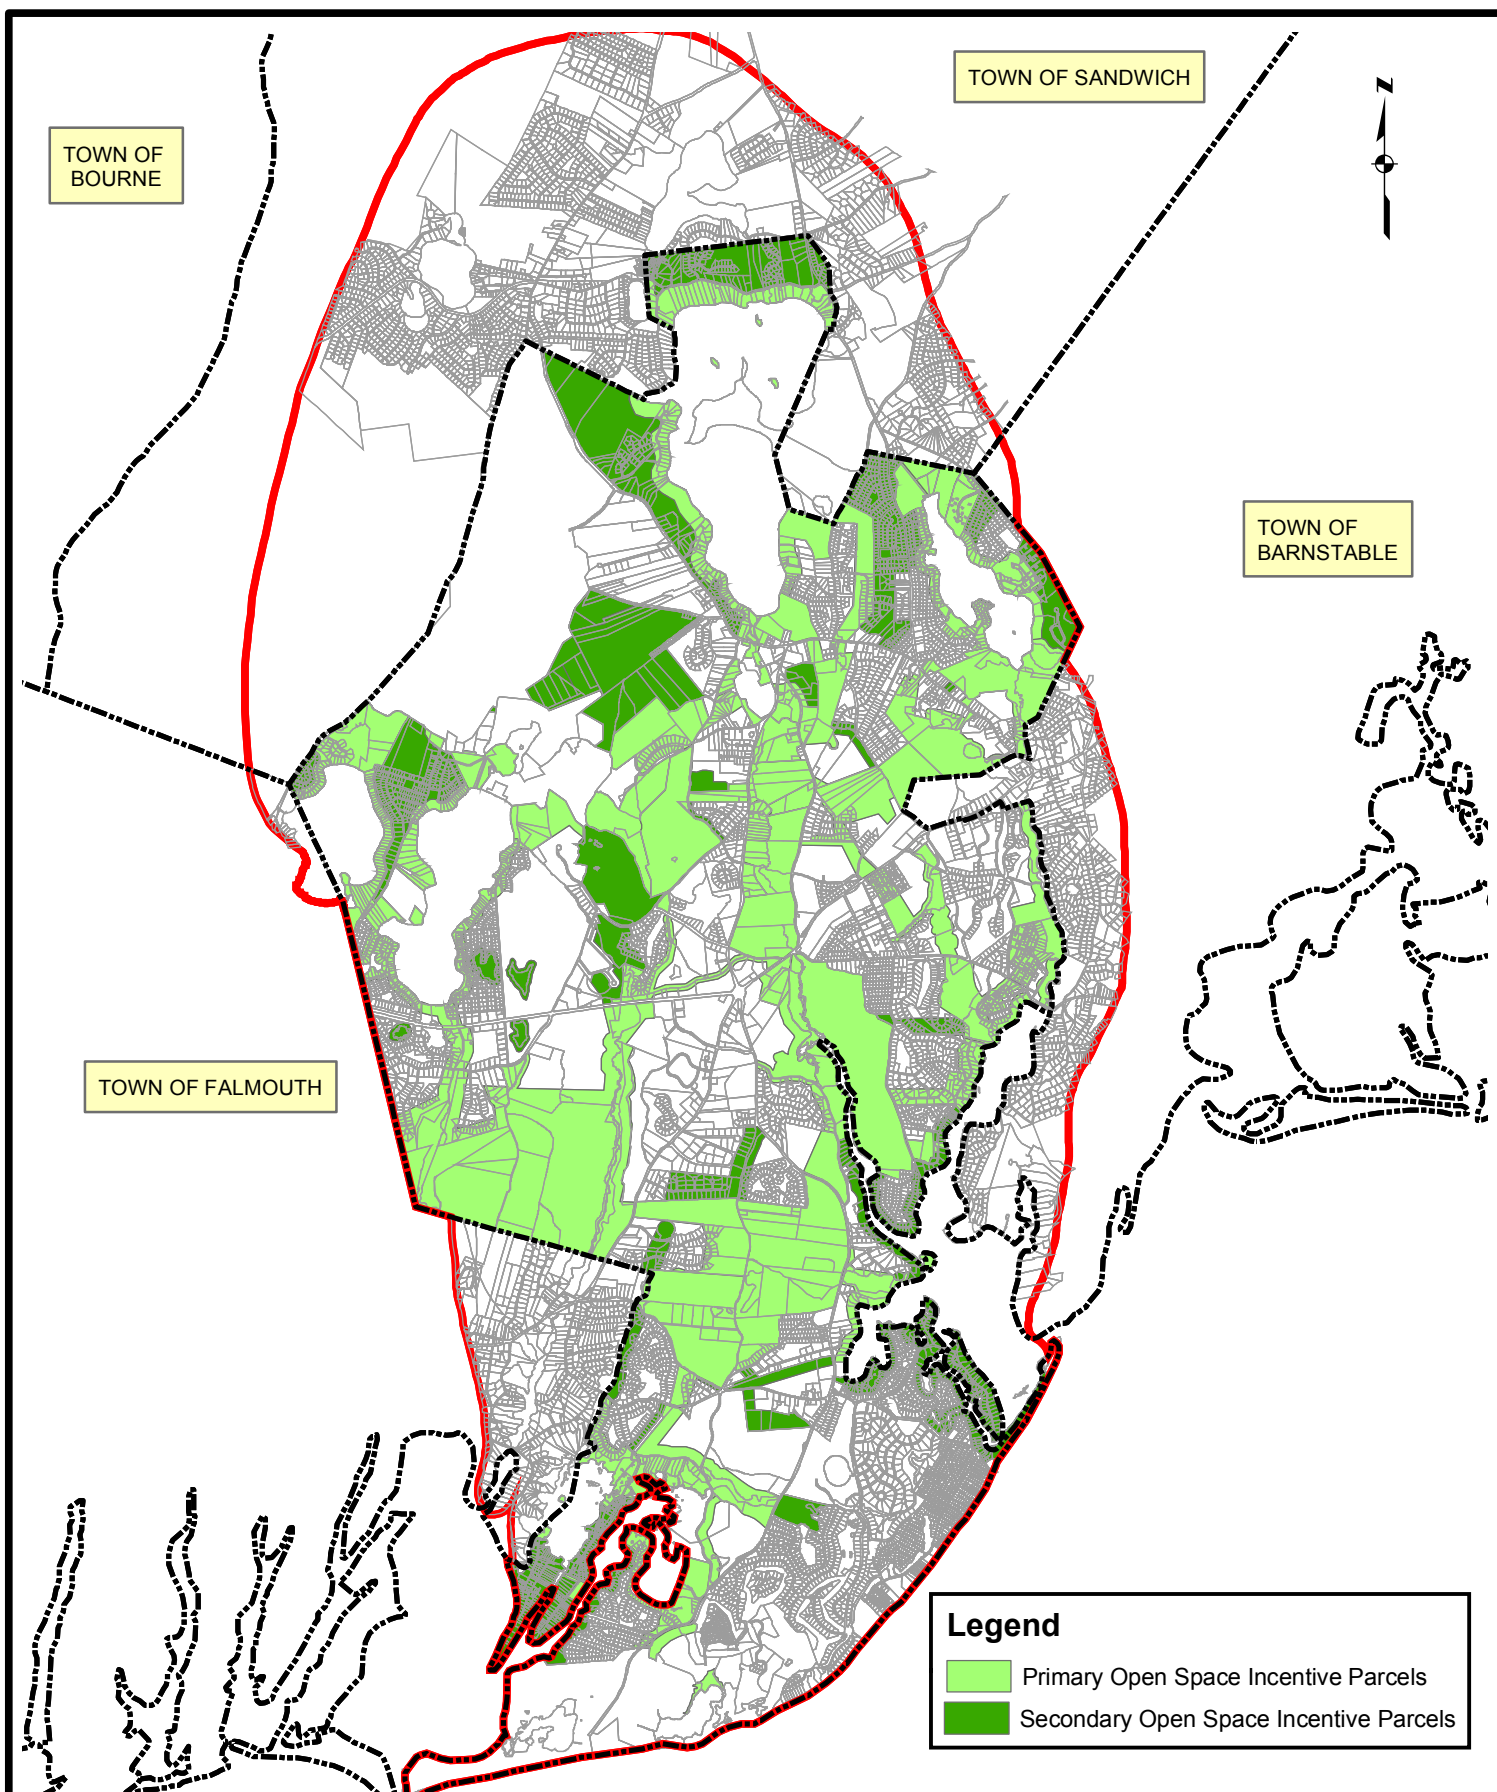 TOWN OF SANDWICH
Z
TOWN OF
BOURNE
TOWN OF
BARNSTABLE
TOWN OF FALMOUTH
Legend
Primary Open Space Incentive Parcels
Secondary Open Space Incentive Parcels